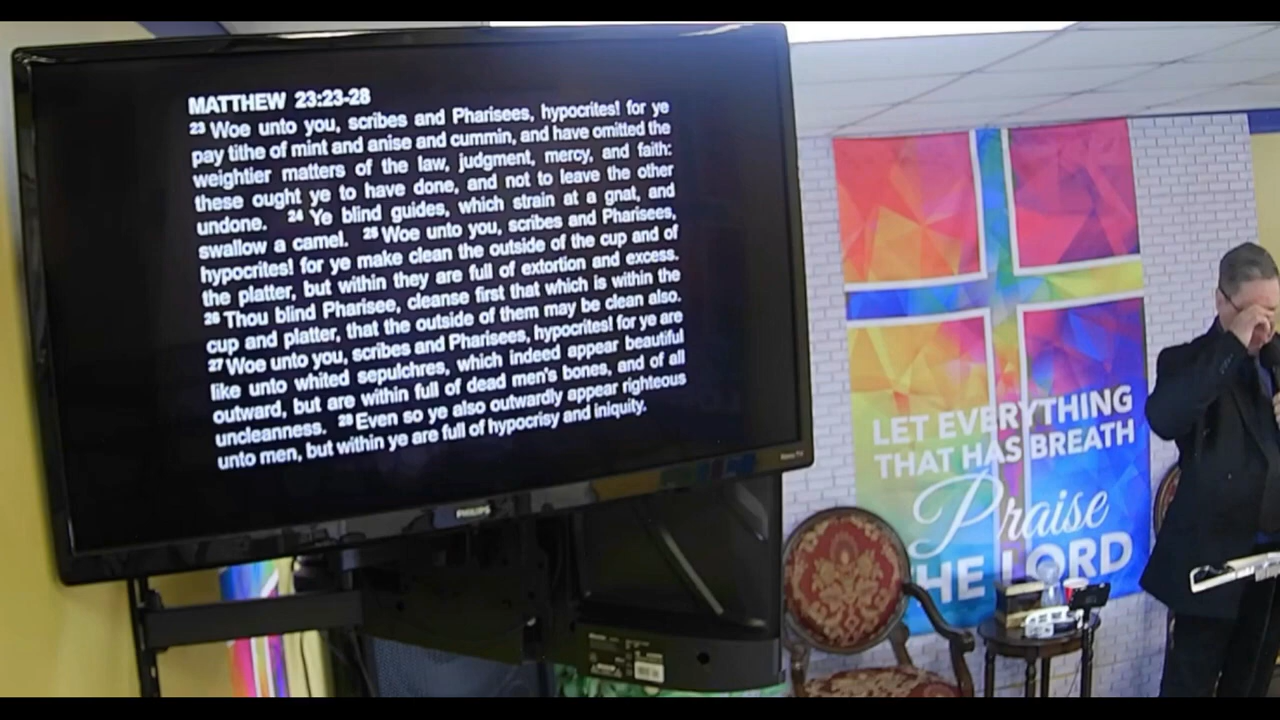 MATTHEW 23:23-28
23 Woe unto you, scribes and Pharisees, hypocrites! for ye
pay tithe of mint and anise and cummin, and have omitted the
weightier matters of the law, judgment, mercy, and faith:
these ought ye to have done, and not to leave the other
undone. 24 Ye blind guides, which strain at a gnat, and
swallow a camel. 25 Woe unto you, scribes and Pharisees,
hypocrites! for ye make clean the outside of the cup and of
the platter, but within they are full of extortion and excess.
26 Thou blind Pharisee, cleanse first that which is within the
cup and platter, that the outside of them may be clean also.
27 Woe unto you, scribes and Pharisees, hypocrites! for ye are
like unto whited sepulchres, which indeed appear beautiful
outward, but are within full of dead men's bones, and of all
uncleanness. 28 Even so ye also outwardly appear righteous
unto men, but within ye are full of hypocrisy and iniquity.
Roku TV
PHILIPS
LET EVERYTHING
THAT HAS BREATH
Praise
HE LORD